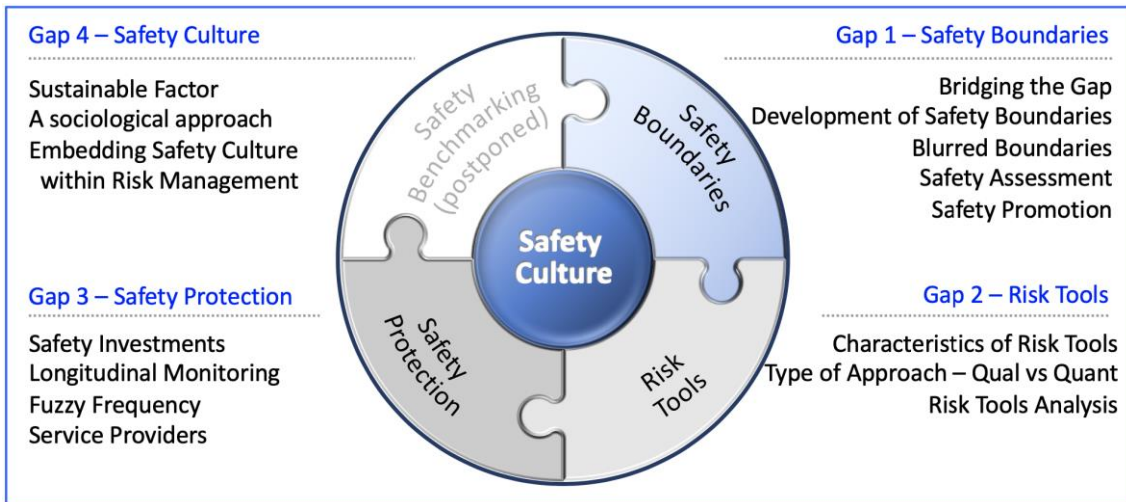 Gap 4 – Safety Culture
Sustainable Factor
A sociological approach
Embedding Safety Culture
within Risk Management
Gap 1 – Safety Boundaries
Bridging the Gap
Development of Safety Boundaries
Blurred Boundaries
Safety Assessment
Safety Promotion
Safety
Benchmarking
(postponed)
Safety
Boundaries
Safety
Culture
Safety
Protection
Risk
Tools
Gap 3 – Safety Protection
Safety Investments
Longitudinal Monitoring
Fuzzy Frequency
Service Providers
Gap 2 – Risk Tools
Characteristics of Risk Tools
Type of Approach – Qual vs Quant
Risk Tools Analysis